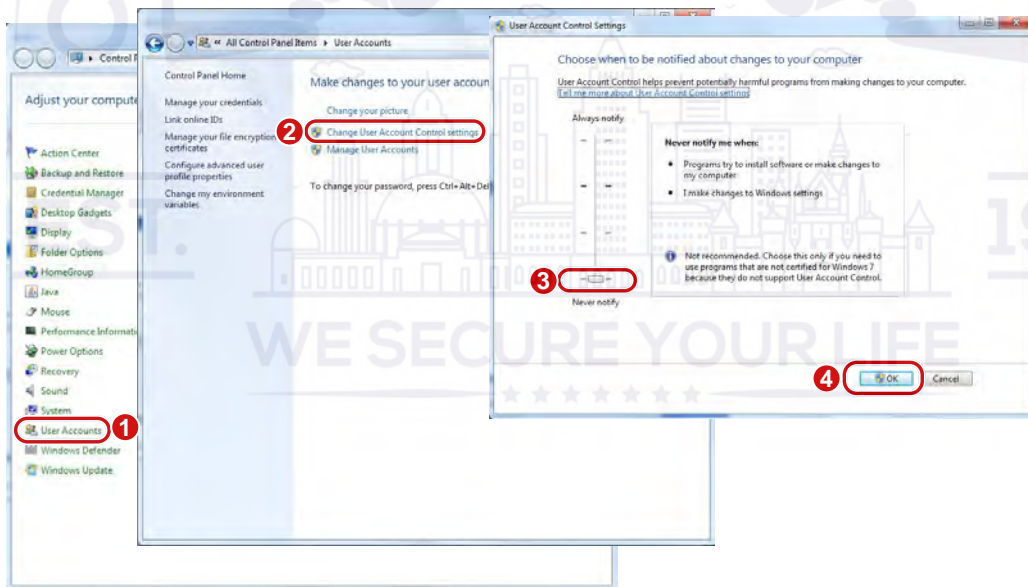 Control P
Adjust your compute
Action Center
Backup and Restore
Credential Manager
Desktop Gadgets
Display
Folder Options
HomeGroup
Java
Mouse
Performance Informati
Power Options
Recovery
Sound
System
User Accounts
1
Windows Defender
Windows Update
« All Control Panel Items ▸ User Accounts
Control Panel Home
Manage your credentials
Link online IDs
Manage your file encryption
certificates
Configure advanced user
profile properties
Change my environment
variables
Make changes to your user accoun
Change your picture
2
Change User Account Control settings
Manage User Accounts
To change your password, press Ctrl+Alt+Del
User Account Control Settings
Choose when to be notified about changes to your computer
User Account Control helps prevent potentially harmful programs from making changes to your computer.
Tell me more about User Account Control settings
Always notify
Never notify me when:
• Programs try to install software or make changes to
my computer
• I make changes to Windows settings
Not recommended. Choose this only if you need to
use programs that are not certified for Windows 7
because they do not support User Account Control.
3
Never notify
4
OK
Cancel
EST.
19
WE SECURE YOUR LIFE